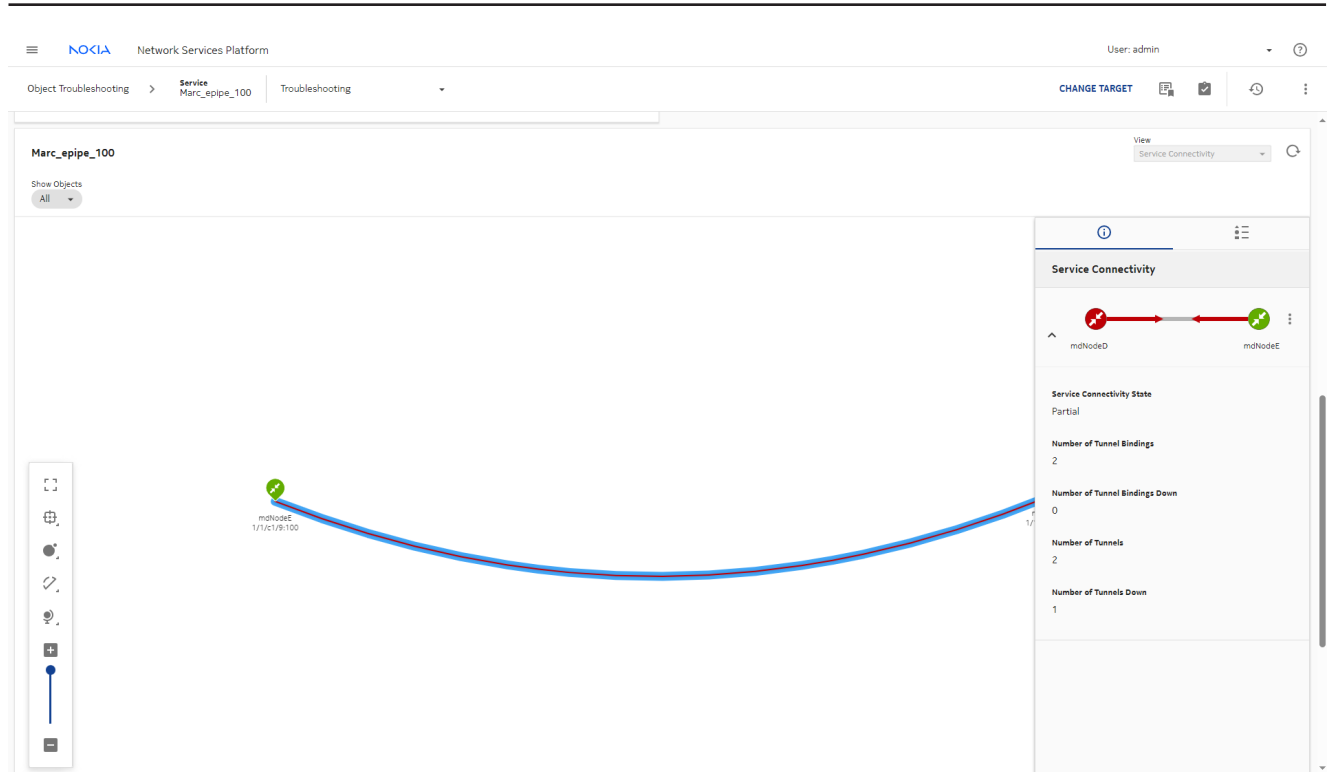 NOKIA Network Services Platform User: admin ?
Object Troubleshooting > Service Marc_epipe_100 Troubleshooting CHANGE TARGET
Marc_epipe_100
View
Service Connectivity
Show Objects
All
Service Connectivity
mdNodeD mdNodeE
Service Connectivity State
Partial
Number of Tunnel Bindings
2
Number of Tunnel Bindings Down
0
Number of Tunnels
2
Number of Tunnels Down
1
mdNodeE
1/1/c1/9:100
1/